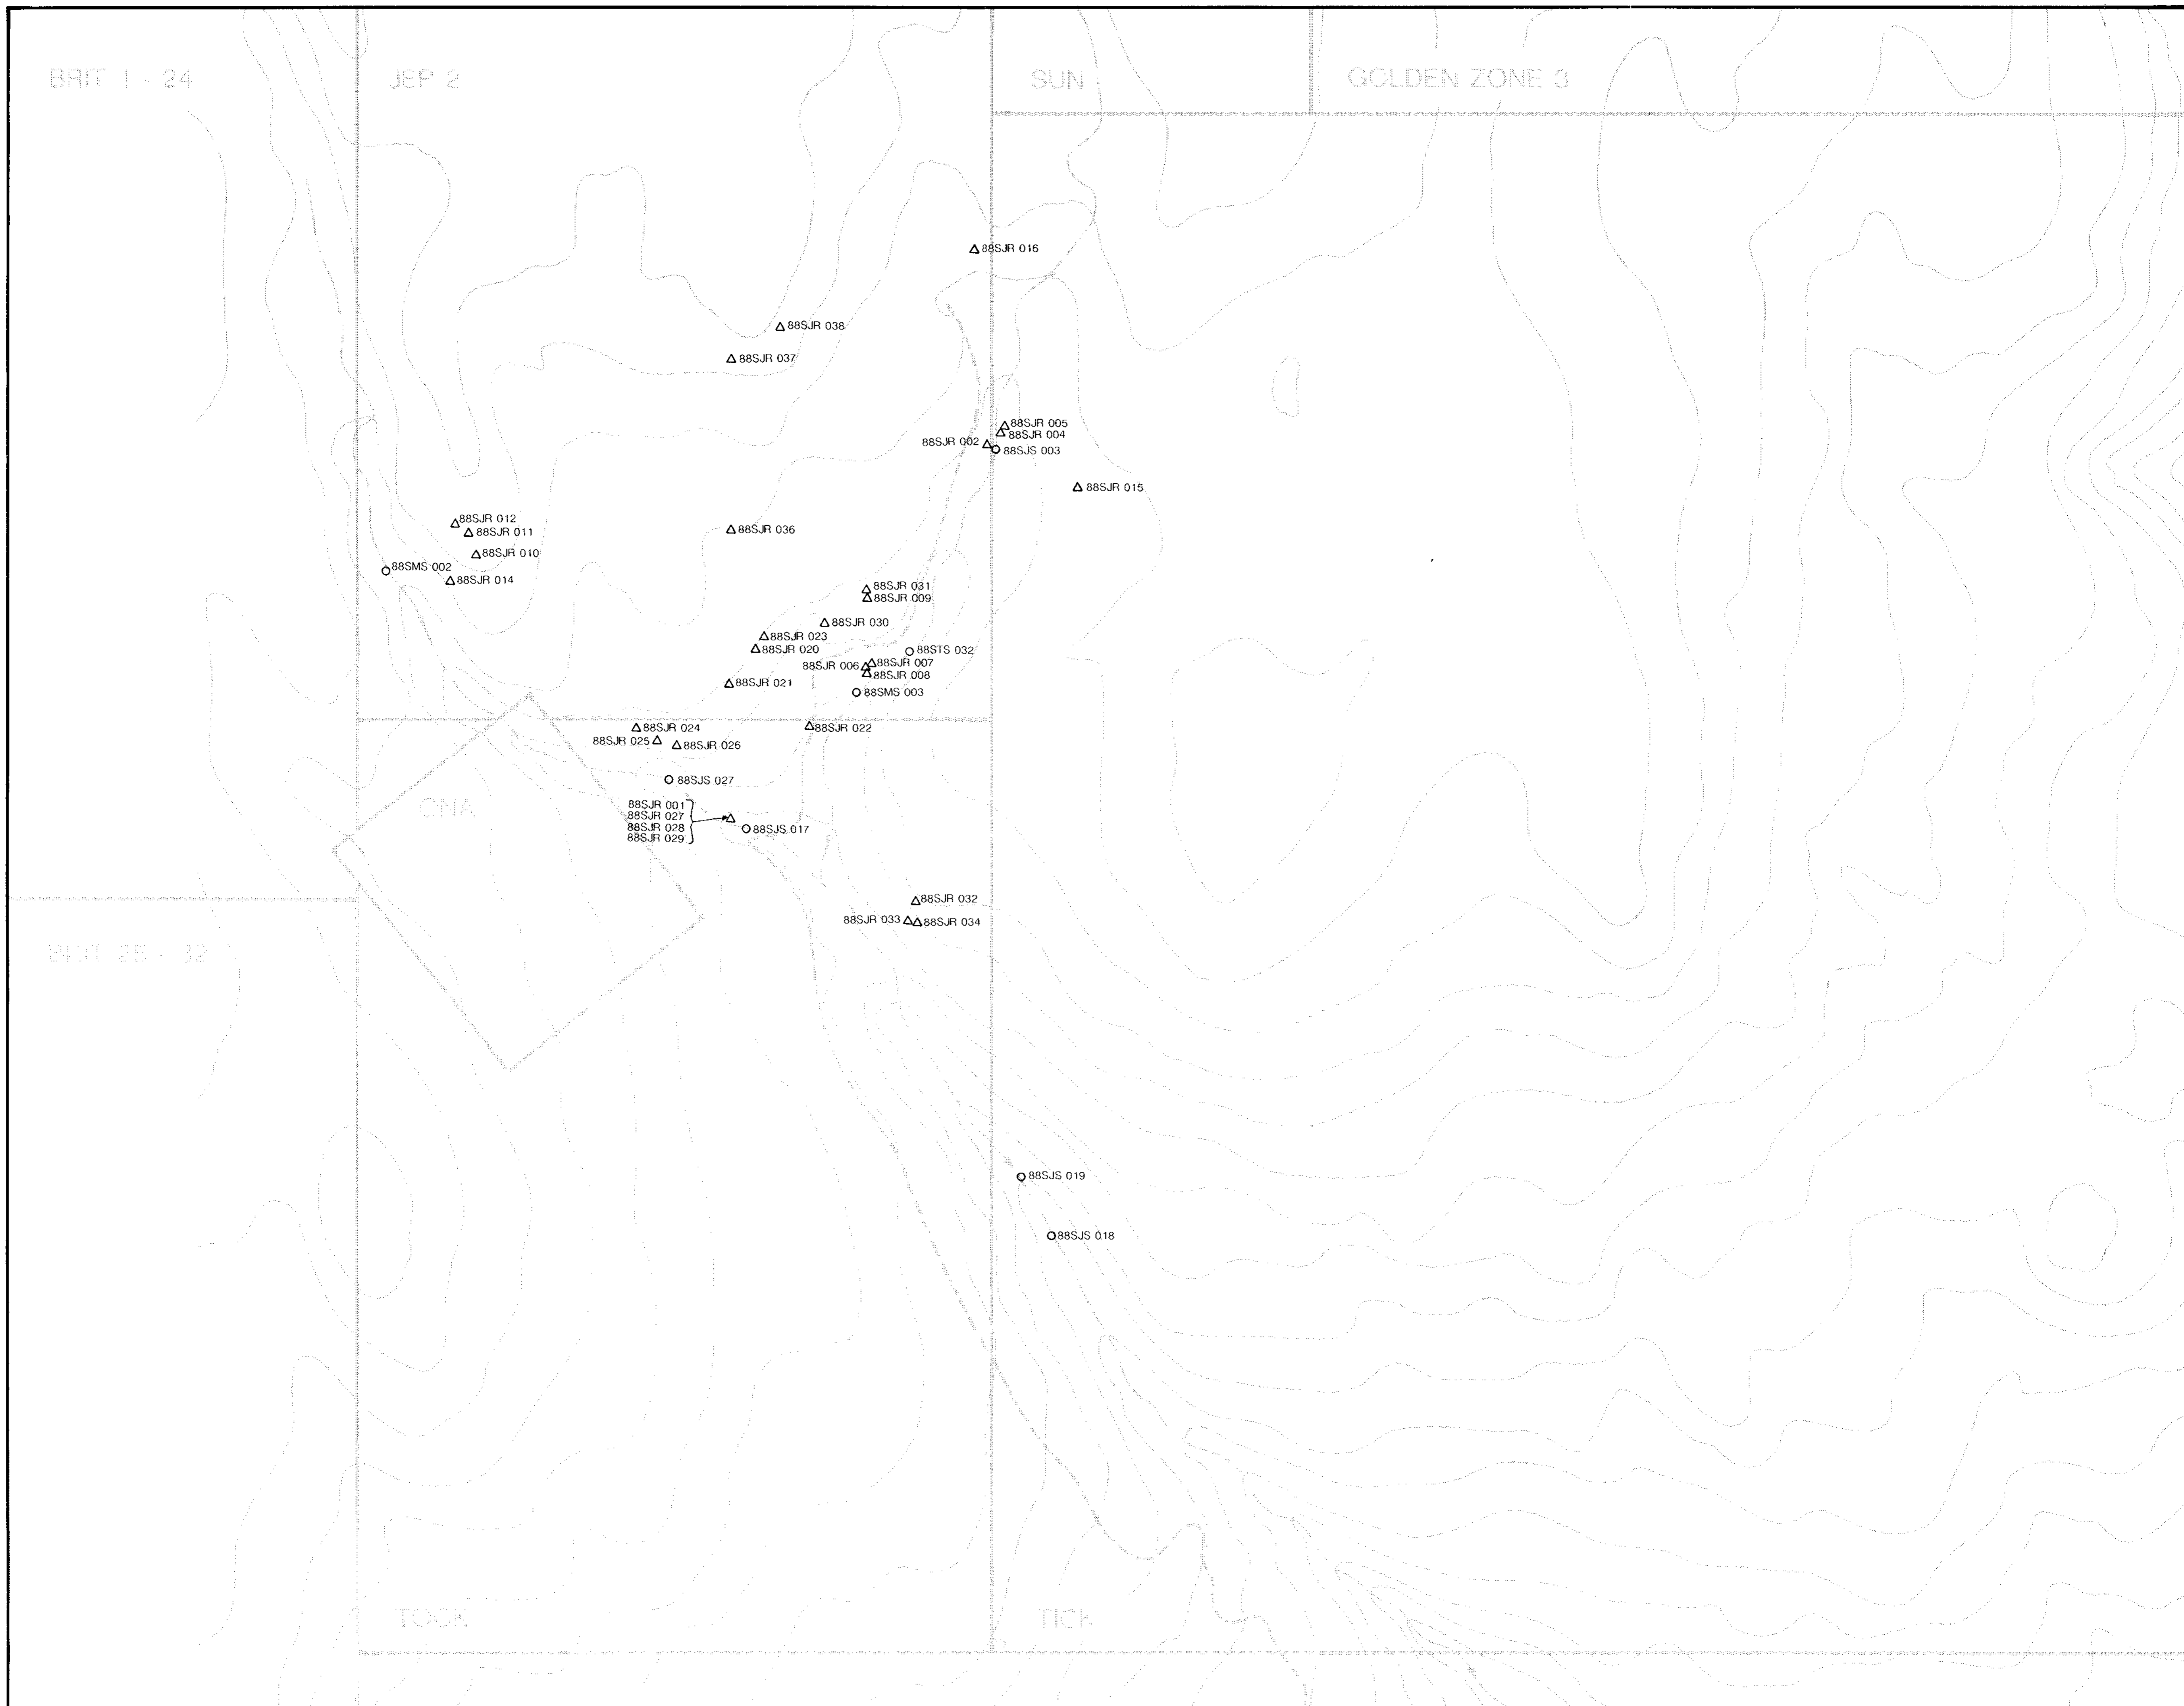 BRIT 1 - 24
JEP 2
SUN
GOLDEN ZONE 3
88SJR 016
88SJR 038
88SJR 037
88SJR 005
88SJR 004
88SJR 002
88SJS 003
88SJR 015
88SJR 012
88SJR 011
88SJR 036
88SJR 010
88SMS 002
88SJR 014
88SJR 031
88SJR 009
88SJR 030
88SJR 023
88SJR 020
88STS 032
88SJR 007
88SJR 006
88SJR 008
88SJR 021
88SMS 003
88SJR 024
88SJR 022
88SJR 025
88SJR 026
88SJS 027
88SJR 001
88SJR 027
88SJR 028
88SJR 029
88SJS 017
CNA
88SJR 032
88SJR 033
88SJR 034
BRIT 25 - 32
88SJS 019
88SJS 018
TOCK
TICK